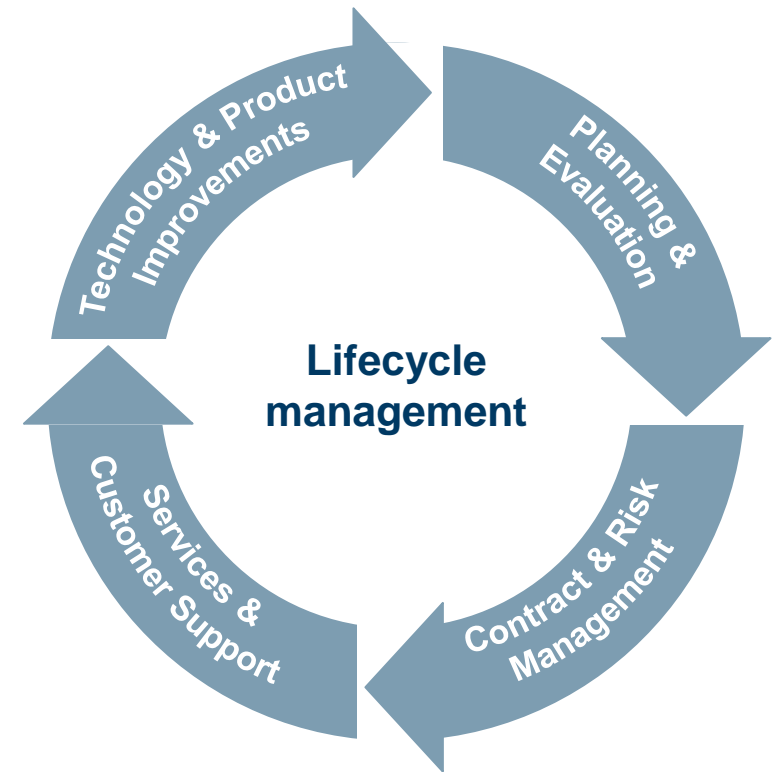 Technology & Product
Improvements
Planning &
Evaluation
Lifecycle
management
Services &
Customer Support
Contract & Risk
Management